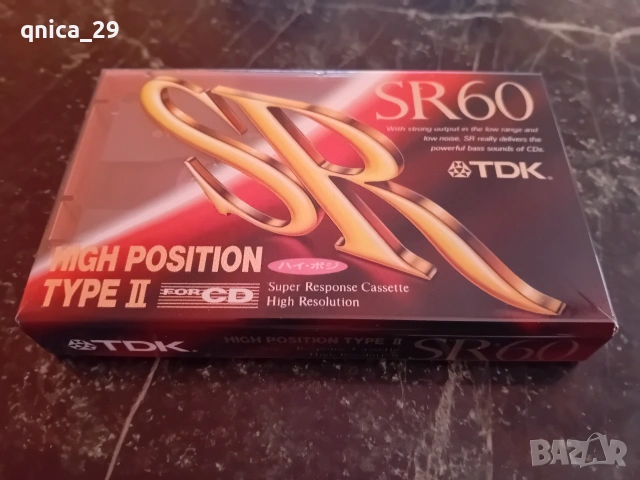 qnica_29
SR
SR60
With strong output in the low range and
low noise, SR really delivers the
powerful bass sounds of CDs.
TDK
HIGH POSITION
ハイ・ポジ
TYPE II
FOR CD
Super Response Cassette
High Resolution
TDK
HIGH POSITION TYPE II
SR60
BAZAR